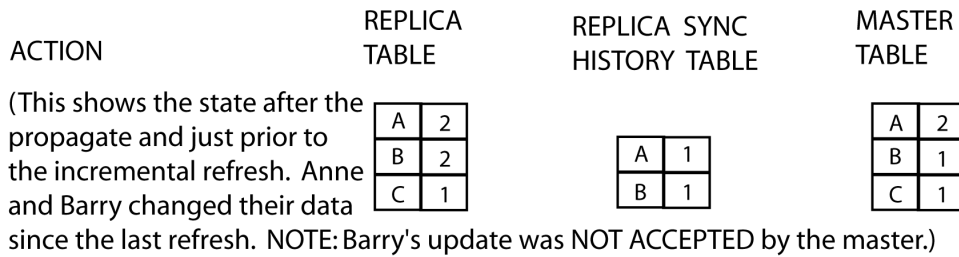 ACTION
REPLICA TABLE
REPLICA SYNC HISTORY TABLE
MASTER TABLE
(This shows the state after the
propagate and just prior to
the incremental refresh. Anne
and Barry changed their data
since the last refresh. NOTE: Barry's update was NOT ACCEPTED by the master.)
A 2
B 2
C 1
A 1
B 1
A 2
B 1
C 1